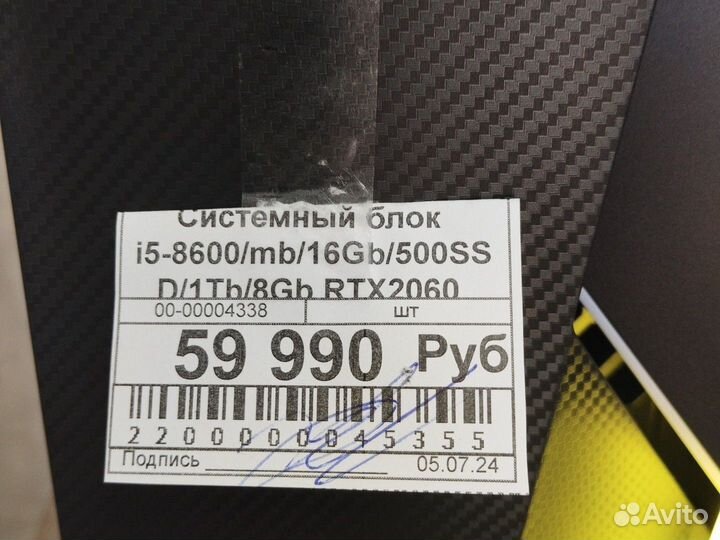 Системный блок
i5-8600/mb/16Gb/500SS
D/1Tb/8Gb RTX2060
00-00004338 шт
59 990 Руб
2200000045355
Подпись 05.07.24
Avito